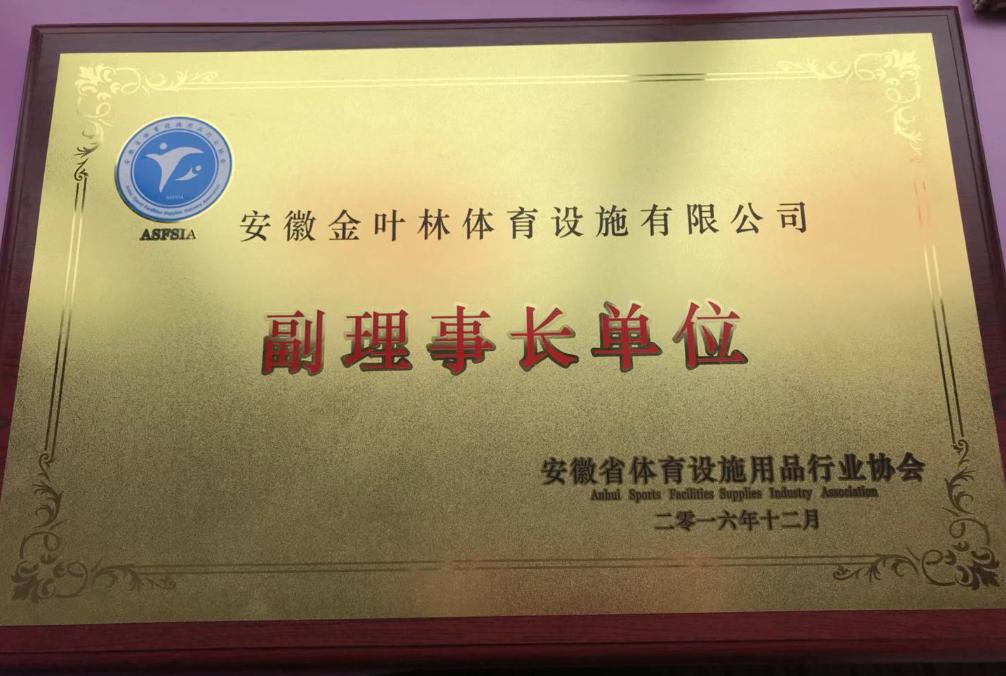 ASFSIA
安徽金叶林体育设施有限公司
副理事长单位
安徽省体育设施用品行业协会
Anhui Sports Facilities Supplies Industry Association
二零一六年十二月